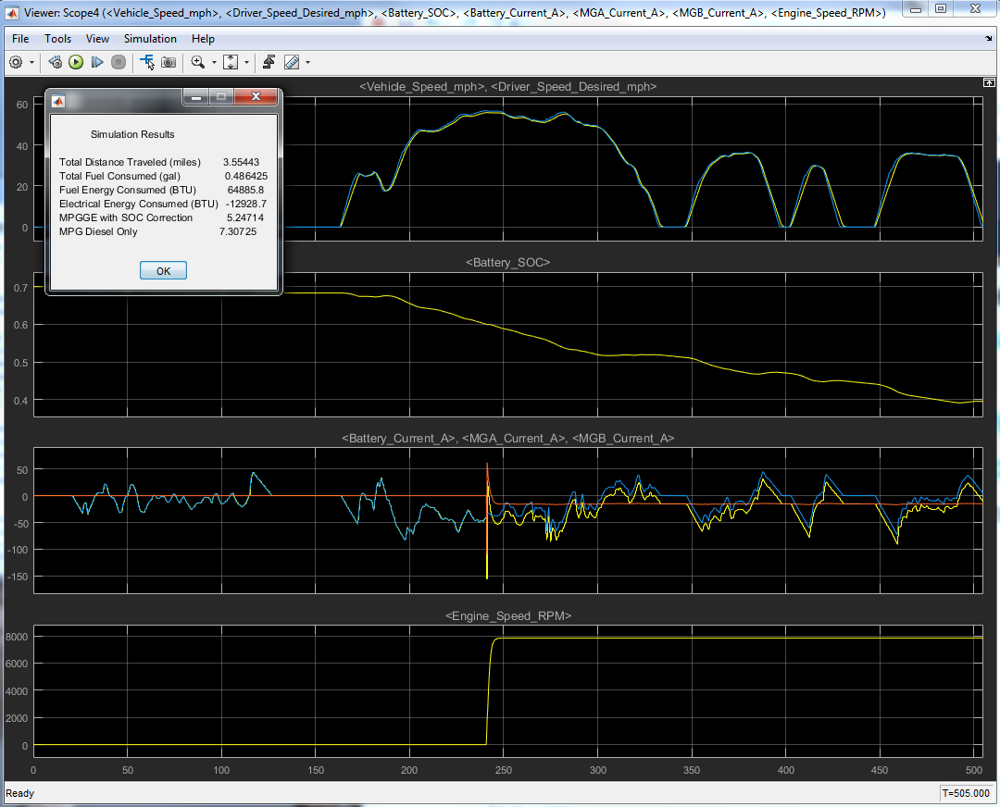 Viewer: Scope4 (<Vehicle_Speed_mph>, <Driver_Speed_Desired_mph>, <Battery_SOC>, <Battery_Current_A>, <MGA_Current_A>, <MGB_Current_A>, <Engine_Speed_RPM>)
File Tools View Simulation Help
<Vehicle_Speed_mph>, <Driver_Speed_Desired_mph>
60
40
20
0
Simulation Results
Total Distance Traveled (miles) 3.55443
Total Fuel Consumed (gal) 0.486425
Fuel Energy Consumed (BTU) 64885.8
Electrical Energy Consumed (BTU) -12928.7
MPGGE with SOC Correction 5.24714
MPG Diesel Only 7.30725
OK
<Battery_SOC>
0.7
0.6
0.5
0.4
<Battery_Current_A>, <MGA_Current_A>, <MGB_Current_A>
50
0
-50
-100
-150
<Engine_Speed_RPM>
8000
6000
4000
2000
0
0 50 100 150 200 250 300 350 400 450 500
Ready T=505.000